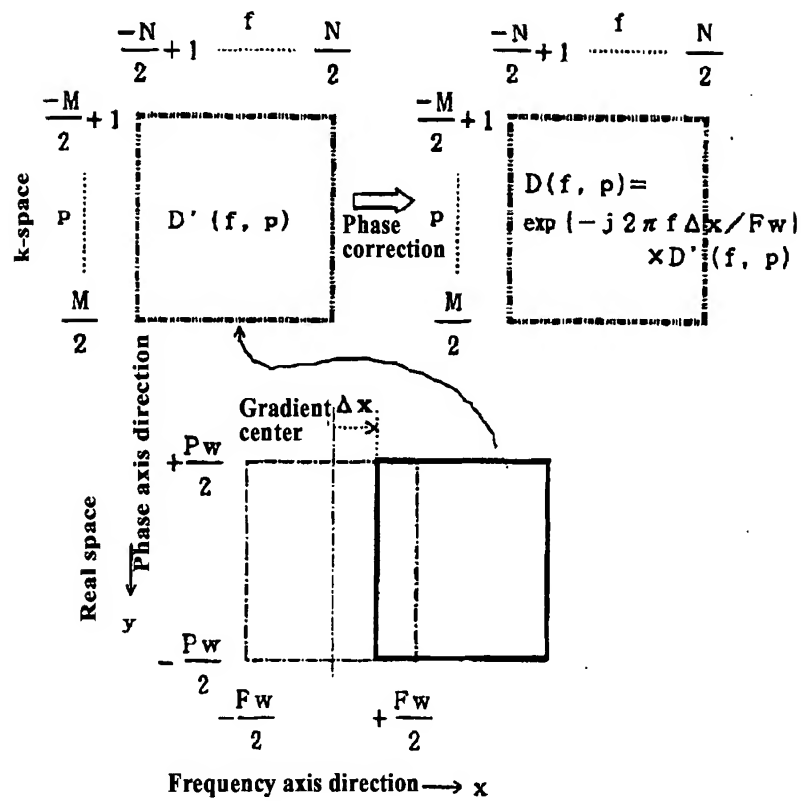 -N/2 +1 ........ f ........ N/2
-N/2 +1 ........ f ........ N/2
-M/2 +1
-M/2 +1
k-space
p
D'(f, p)
Phase
correction
p
D(f, p)=
exp{-j2πfΔx/Fw}
×D'(f, p)
M/2
M/2
Phase axis direction
Gradient
center
Δx
+Pw/2
Real space
y
-Pw/2
-Fw/2
+Fw/2
Frequency axis direction → x